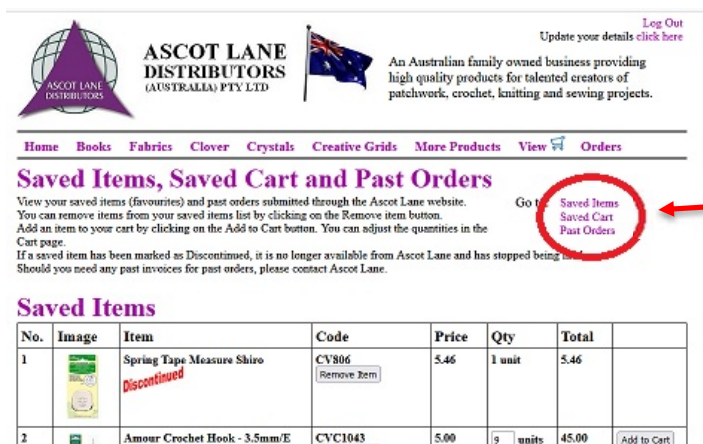 Log Out
Update your details click here
ASCOT LANE
DISTRIBUTORS
ASCOT LANE
DISTRIBUTORS
(AUSTRALIA) PTY LTD
An Australian family owned business providing
high quality products for talented creators of
patchwork, crochet, knitting and sewing projects.
Home Books Fabrics Clover Crystals Creative Grids More Products View Orders
Saved Items, Saved Cart and Past Orders
View your saved items (favourites) and past orders submitted through the Ascot Lane website.
You can remove items from your saved items list by clicking on the Remove item
button.
Add an item to your cart by clicking on the Add to Cart button. You can adjust the quantities in the
Cart page.
If a saved item has been marked as Discontinued, it is no longer available from Ascot Lane and has stopped being
Should you need any past invoices for past orders, please contact Ascot Lane.
Go to
Saved Items
Saved Cart
Past Orders
Saved Items
No. Image Item Code Price Qty Total
1 Spring Tape Measure Shiro CV806 5.46 1 unit 5.46
Discontinued
Remove Item
2 Amour Crochet Hook - 3.5mm/E CVC1043 5.00 9 units 45.00 Add to Cart